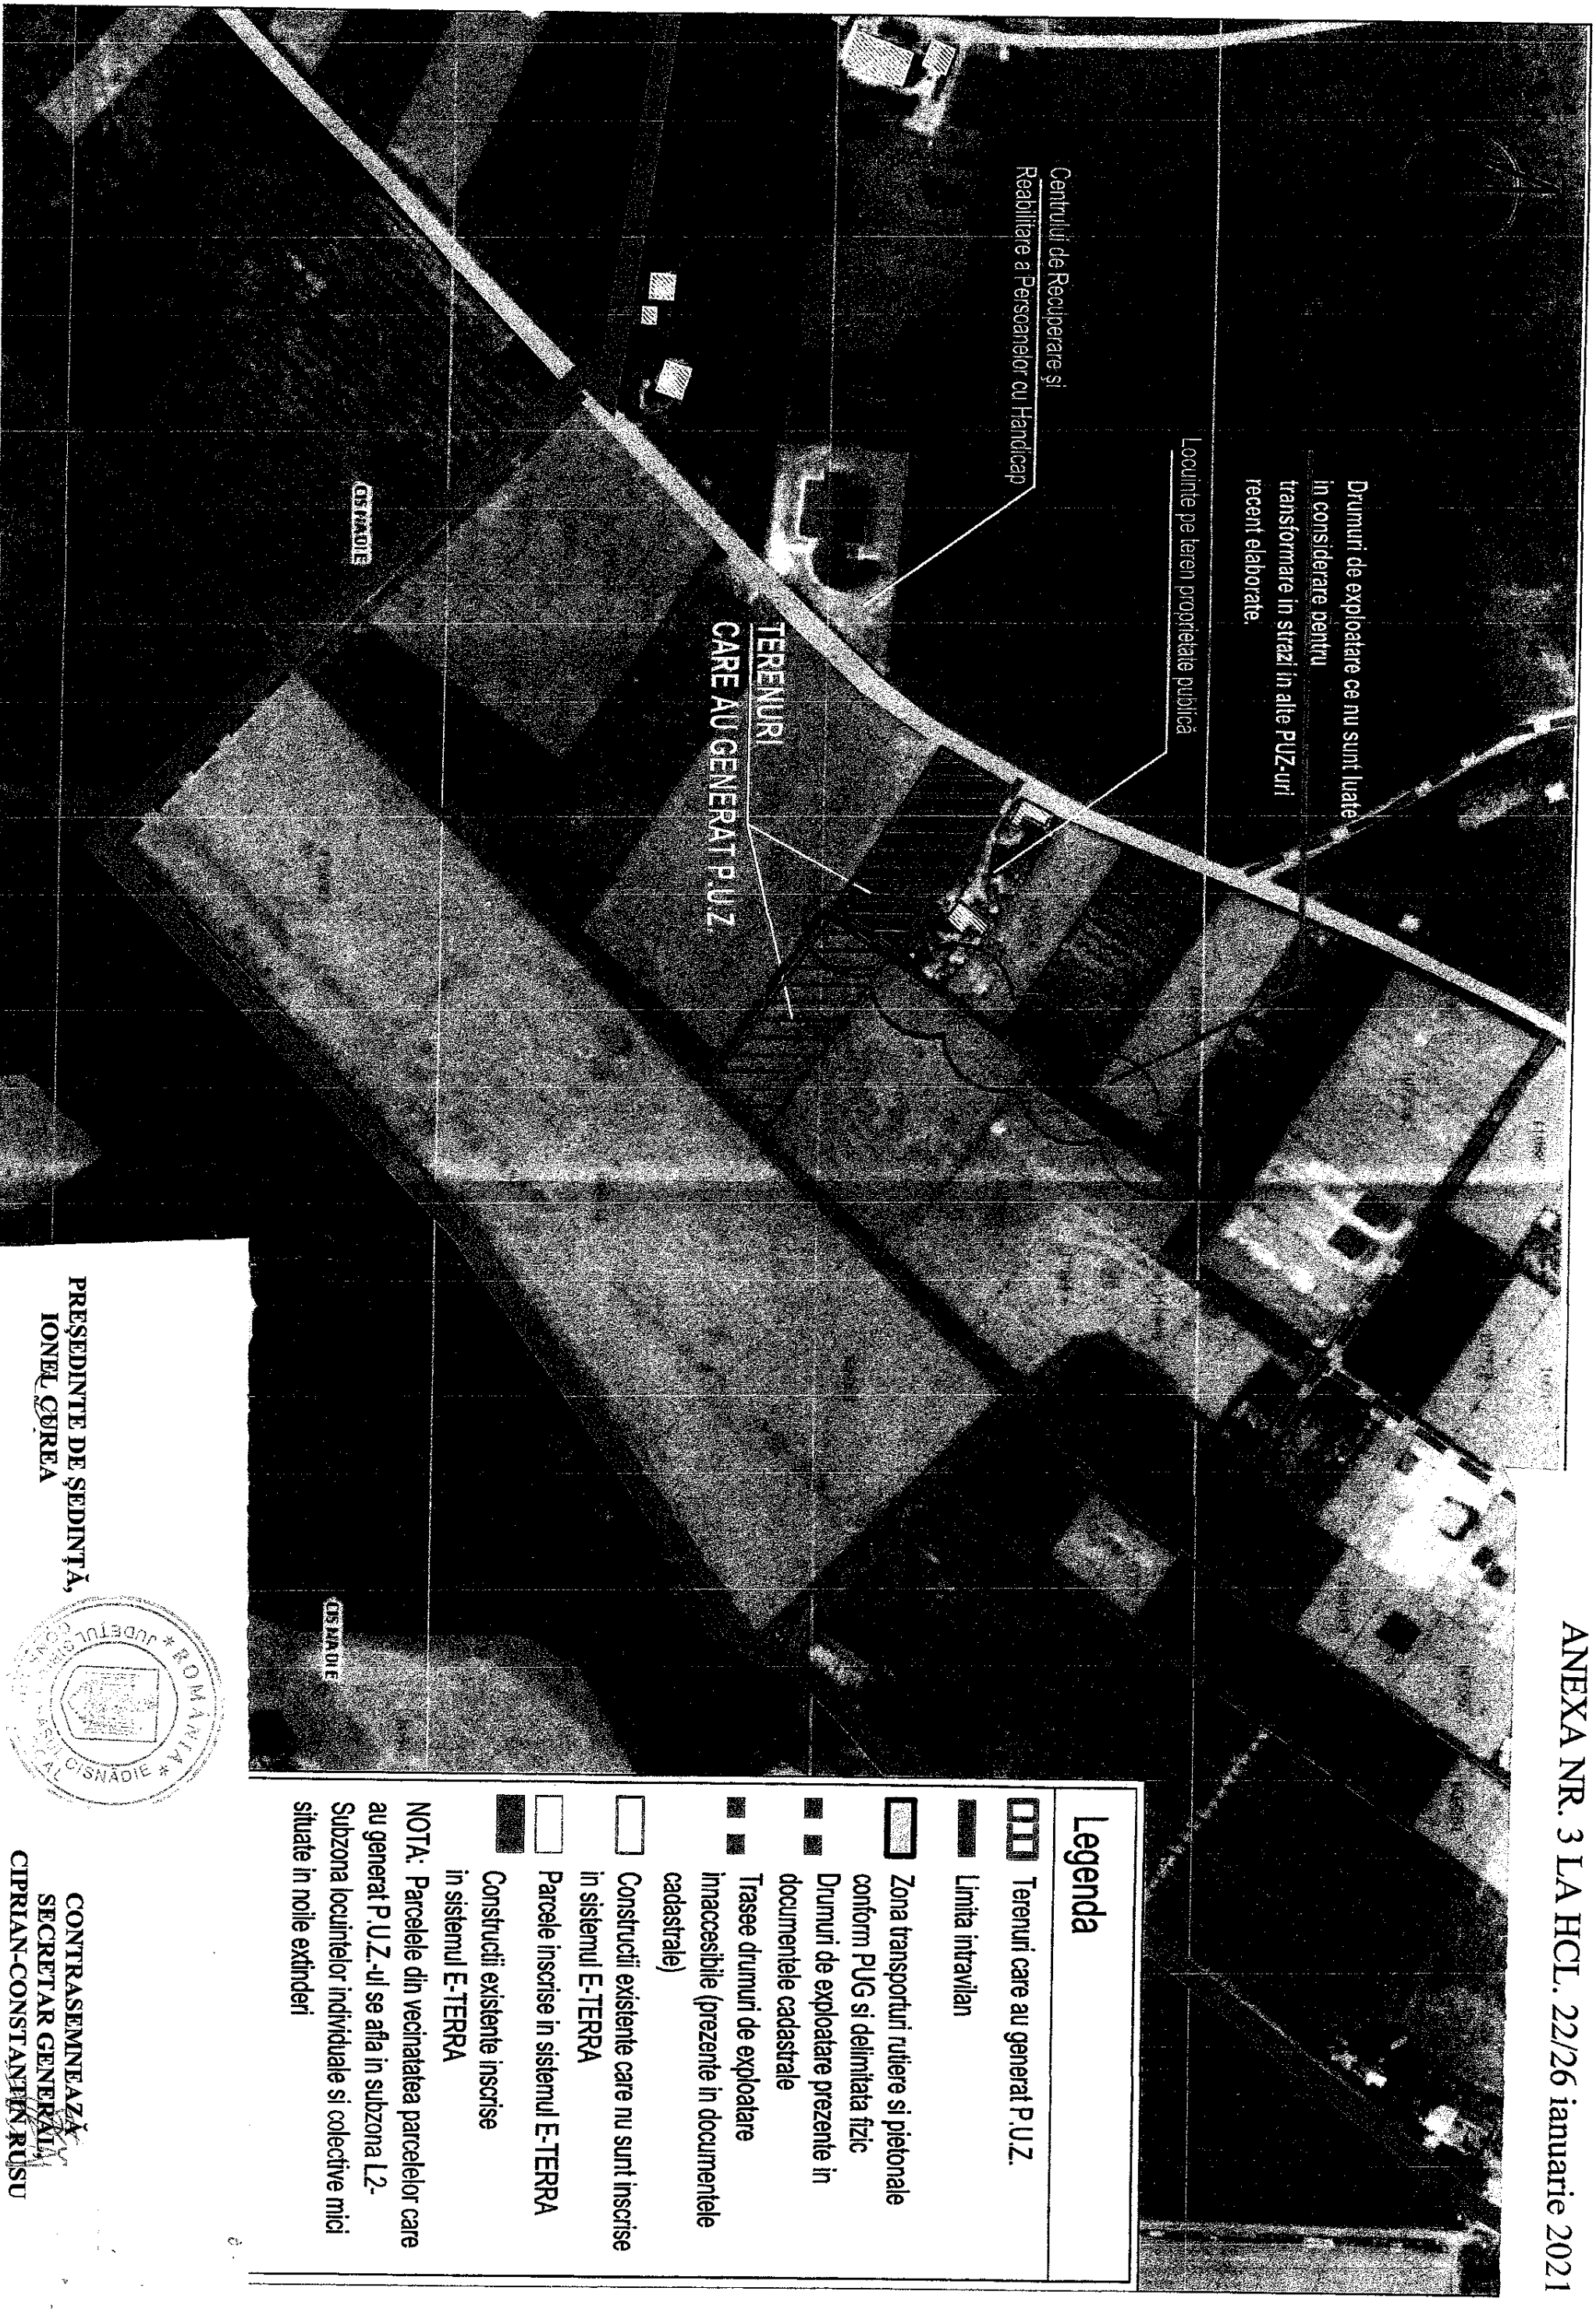 ANEXA NR. 3 LA HCL. 22/26 ianuarie 2021
Drumuri de exploatare ce nu sunt luate
in considerare pentru
transformare in strazi in alte PUZ-uri
recent elaborate.
Locuinte pe teren proprietate publică
Centrului de Recuperare și
Reabilitare a Persoanelor cu Handicap
TERENURI
CARE AU GENERAT P.U.Z.
CISNADIE
CISNADIE
Legenda
Terenuri care au generat P.U.Z.
Limita intravilan
Zona transporturi rutiere si pietonale
conform PUG si delimitata fizic
Drumuri de exploatare prezente in
documentele cadastrale
Trasee drumuri de exploatare
innaccesibile (prezente in documentele
cadastrale)
Constructii existente care nu sunt inscrise
in sistemul E-TERRA
Parcele inscrise in sistemul E-TERRA
Constructii existente inscrise
in sistemul E-TERRA
NOTA: Parcelele din vecinatatea parcelelor care
au generat P.U.Z.-ul se afla in subzona L2-
Subzona locuintelor individuale si colective mici
situate in noile extinderi
PREȘEDINTE DE ȘEDINȚĂ,
IONEL CUREA
* ROMÂNIA *
JUDEȚUL
CISNĂDIE
CONTRASEMNEAZĂ
SECRETAR GENERAL,
CIPRIAN-CONSTANTIN RUSU